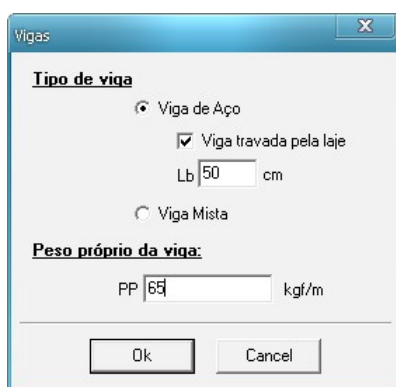 Vigas
Tipo de viga
Viga de Aço
Viga travada pela laje
Lb 50 cm
Viga Mista
Peso próprio da viga:
PP 65 kgf/m
Ok Cancel